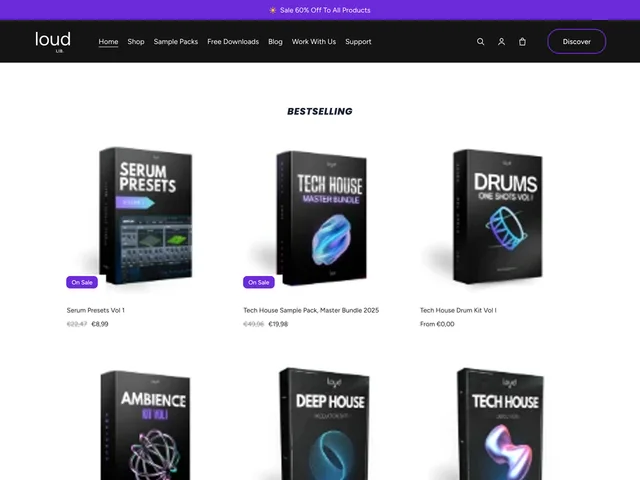 Sale 60% Off To All Products
loud
LIB.
Home Shop Sample Packs Free Downloads Blog Work With Us Support
Discover
BESTSELLING
SERUM
PRESETS
TECH HOUSE
MASTER BUNDLE
DRUMS
ONE SHOTS VOL I
On Sale
On Sale
Serum Presets Vol 1
€22,47 €8,99
Tech House Sample Pack, Master Bundle 2025
€49,96 €19,98
Tech House Drum Kit Vol I
From €0,00
AMBIENCE
KIT VOL.I
loud
DEEP HOUSE
loud
TECH HOUSE